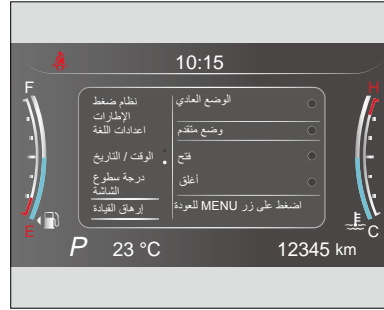 10:15
F
H
نظام ضغط
الإطارات
اعدادات اللغة
الوقت / التاريخ
درجة سطوع
الشاشة
إرهاق القيادة
الوضع العادي
وضع متقدم
فتح
أغلق
اضغط على زر MENU للعودة
E
C
P 23 °C 12345 km